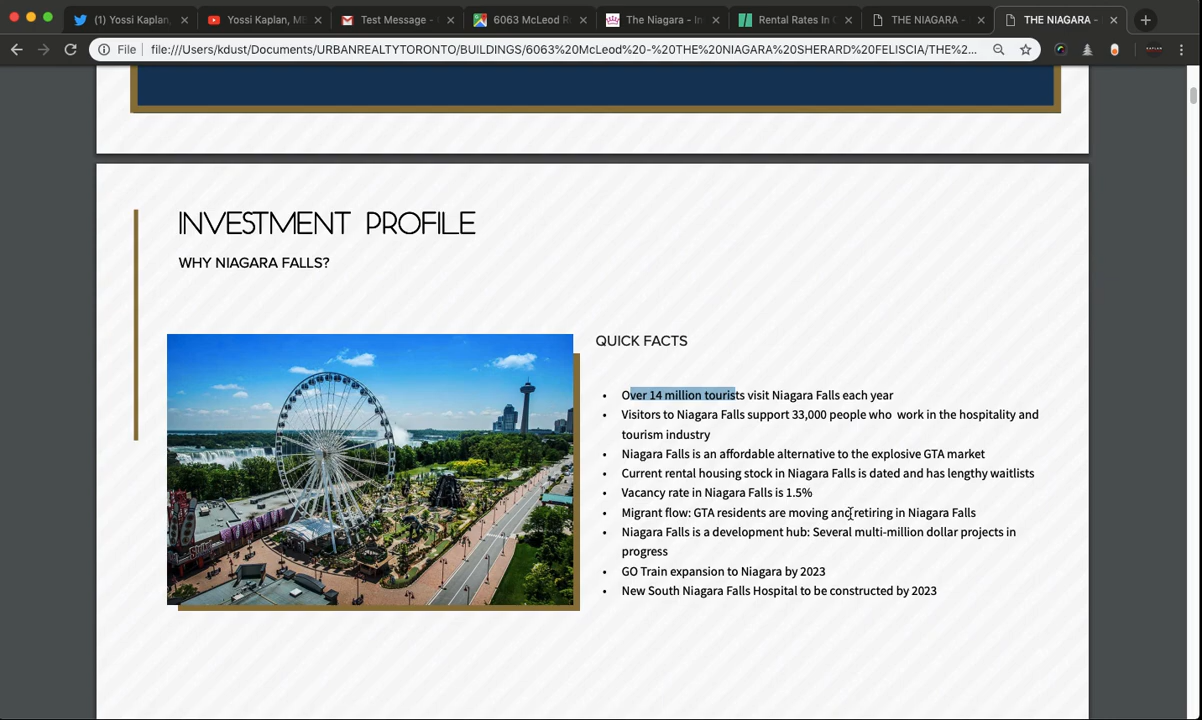 (1) Yossi Kaplan,
Yossi Kaplan, M
Test Message -
6063 McLeod R
The Niagara - In
Rental Rates In
THE NIAGARA -
THE NIAGARA -
File
file:///Users/kdust/Documents/URBANREALTYTORONTO/BUILDINGS/6063%20McLeod%20-%20THE%20NIAGARA%20SHERARD%20FELISCIA/THE%2...
INVESTMENT PROFILE
WHY NIAGARA FALLS?
QUICK FACTS
• Over 14 million tourists visit Niagara Falls each year
• Visitors to Niagara Falls support 33,000 people who work in the hospitality and
tourism industry
• Niagara Falls is an affordable alternative to the explosive GTA market
• Current rental housing stock in Niagara Falls is dated and has lengthy waitlists
• Vacancy rate in Niagara Falls is 1.5%
• Migrant flow: GTA residents are moving and retiring in Niagara Falls
• Niagara Falls is a development hub: Several multi-million dollar projects in
progress
• GO Train expansion to Niagara by 2023
• New South Niagara Falls Hospital to be constructed by 2023